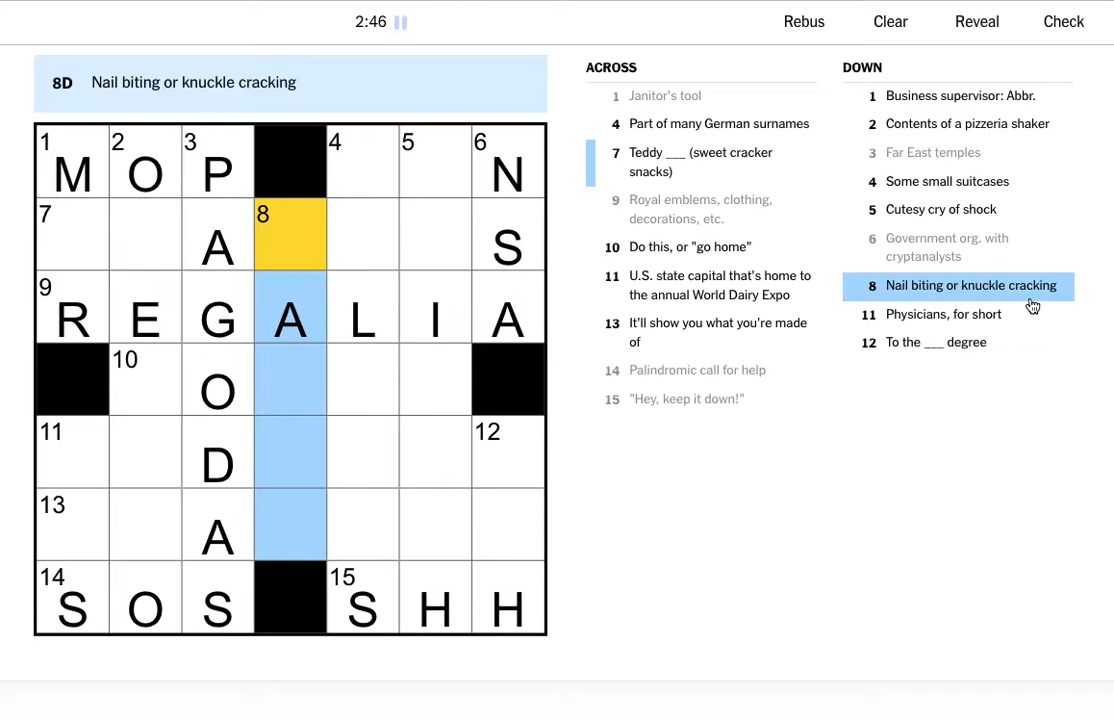 2:46
Rebus Clear Reveal Check
8D Nail biting or knuckle cracking
1 2 3 4 5 6
M O P N
7 8
A S
9
R E G A L I A
10
O
11 12
D
13
A
14 15
S O S S H H
ACROSS
1 Janitor's tool
4 Part of many German surnames
7 Teddy ___ (sweet cracker
snacks)
9 Royal emblems, clothing,
decorations, etc.
10 Do this, or "go home"
11 U.S. state capital that's home to
the annual World Dairy Expo
13 It'll show you what you're made
of
14 Palindromic call for help
15 "Hey, keep it down!"
DOWN
1 Business supervisor: Abbr.
2 Contents of a pizzeria shaker
3 Far East temples
4 Some small suitcases
5 Cutesy cry of shock
6 Government org. with
cryptanalysts
8 Nail biting or knuckle cracking
11 Physicians, for short
12 To the ___ degree